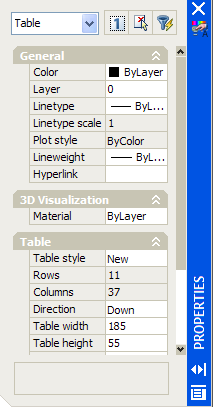 Table
1
General
Color ByLayer
Layer 0
Linetype ByL...
Linetype scale 1
Plot style ByColor
Lineweight ByL...
Hyperlink
3D Visualization
Material ByLayer
Table
Table style New
Rows 11
Columns 37
Direction Down
Table width 185
Table height 55
PROPERTIES